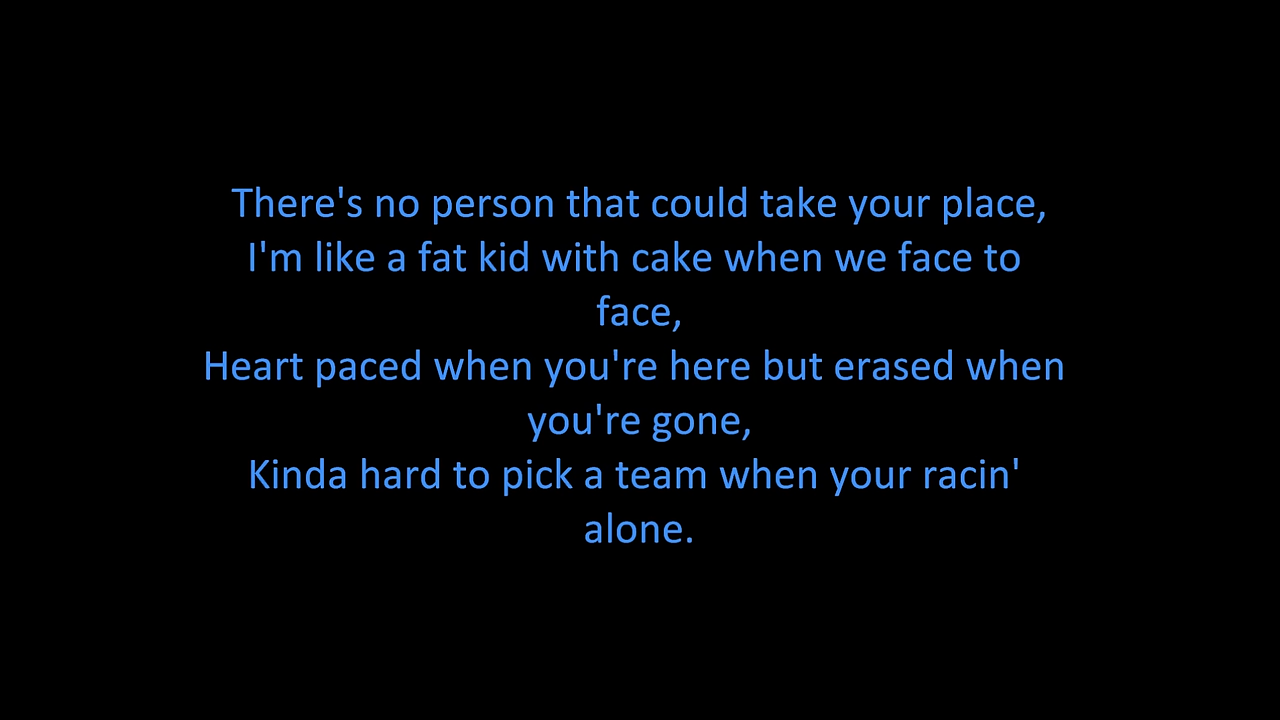 There's no person that could take your place,
I'm like a fat kid with cake when we face to
face,
Heart paced when you're here but erased when
you're gone,
Kinda hard to pick a team when your racin'
alone.